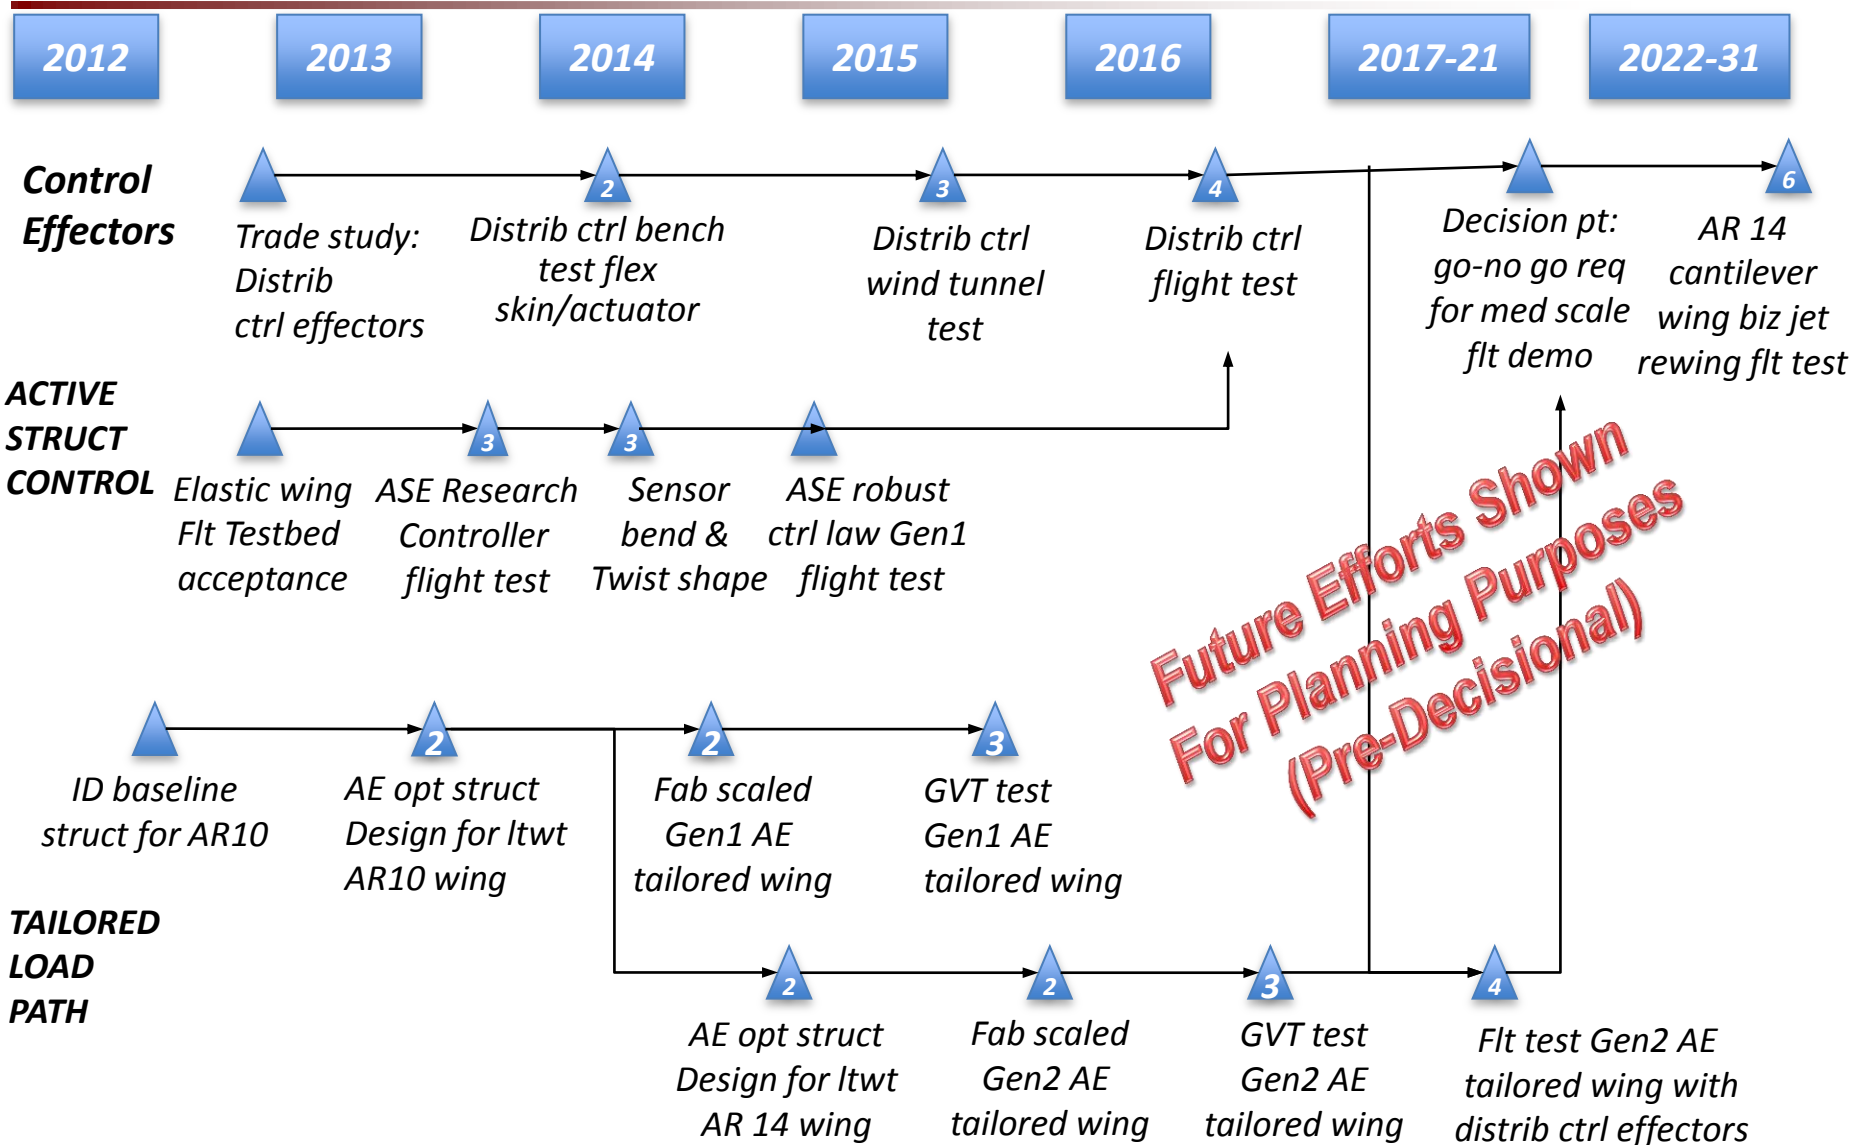 2012
2013
2014
2015
2016
2017-21
2022-31
Control
Effectors
2
3
4
6
Trade study:
Distrib
ctrl effectors
Distrib ctrl bench
test flex
skin/actuator
Distrib ctrl
wind tunnel
test
Distrib ctrl
flight test
Decision pt:
go-no go req
for med scale
flt demo
AR 14
cantilever
wing biz jet
rewing flt test
ACTIVE
STRUCT
CONTROL
3
3
Elastic wing
Flt Testbed
acceptance
ASE Research
Controller
flight test
Sensor
bend &
Twist shape
ASE robust
ctrl law Gen1
flight test
Future Efforts Shown
For Planning Purposes
(Pre-Decisional)
2
2
3
ID baseline
struct for AR10
AE opt struct
Design for ltwt
AR10 wing
Fab scaled
Gen1 AE
tailored wing
GVT test
Gen1 AE
tailored wing
TAILORED
LOAD
PATH
2
2
3
4
AE opt struct
Design for ltwt
AR 14 wing
Fab scaled
Gen2 AE
tailored wing
GVT test
Gen2 AE
tailored wing
Flt test Gen2 AE
tailored wing with
distrib ctrl effectors